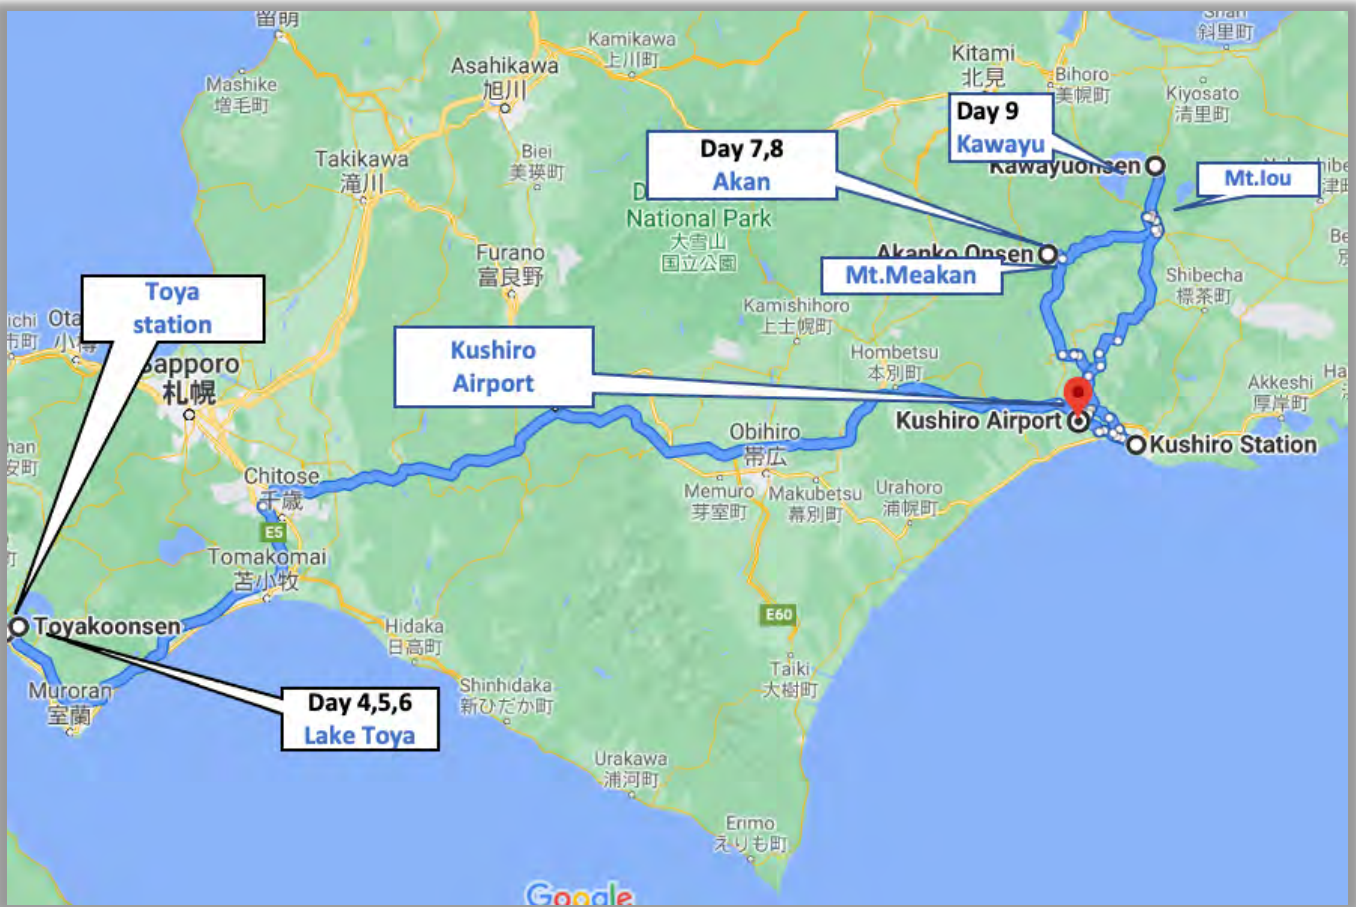 留明
Mashike
増毛町
Asahikawa
旭川
Kamikawa
上川町
Kitami
北見
Bihoro
美幌町
Shari
斜里町
Kiyosato
清里町
Day 9
Kawayu
Kawayuonsen
Day 7,8
Akan
Mt.Iou
Takikawa
滝川
Biei
美瑛町
National Park
大雪山
国立公園
Akanko Onsen
Mt.Meakan
Furano
富良野
Shibecha
標茶町
Toya
station
Kamishihoro
上士幌町
Sapporo
札幌
Kushiro
Airport
Hombetsu
本別町
Akkeshi
厚岸町
Kushiro Airport
Kushiro Station
Obihiro
帯広
Chitose
千歳
Memuro
芽室町
Makubetsu
幕別町
Urahoro
浦幌町
E5
Tomakomai
苫小牧
E60
Toyakoonsen
Hidaka
日高町
Taiki
大樹町
Muroran
室蘭
Day 4,5,6
Lake Toya
Shinhidaka
新ひだか町
Urakawa
浦河町
Erimo
えりも町
Google